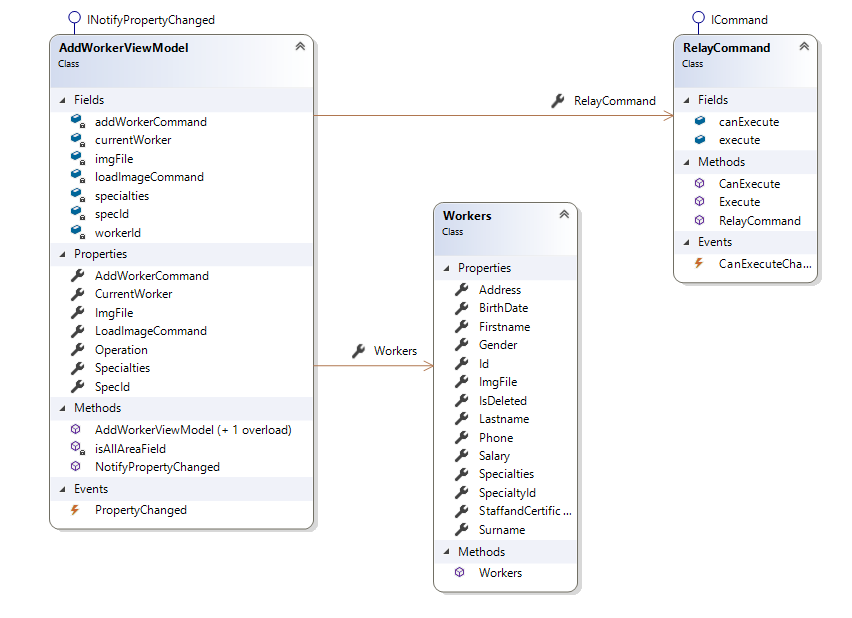 INotifyPropertyChanged
AddWorkerViewModel
Class
Fields
addWorkerCommand
currentWorker
imgFile
loadImageCommand
specialties
specId
workerId
Properties
AddWorkerCommand
CurrentWorker
ImgFile
LoadImageCommand
Operation
Specialties
SpecId
Methods
AddWorkerViewModel (+ 1 overload)
isAllAreaField
NotifyPropertyChanged
Events
PropertyChanged
RelayCommand
Workers
Workers
Class
Properties
Address
BirthDate
Firstname
Gender
Id
ImgFile
IsDeleted
Lastname
Phone
Salary
Specialties
SpecialtyId
StaffandCertific ...
Surname
Methods
Workers
ICommand
RelayCommand
Class
Fields
canExecute
execute
Methods
CanExecute
Execute
RelayCommand
Events
CanExecuteCha...